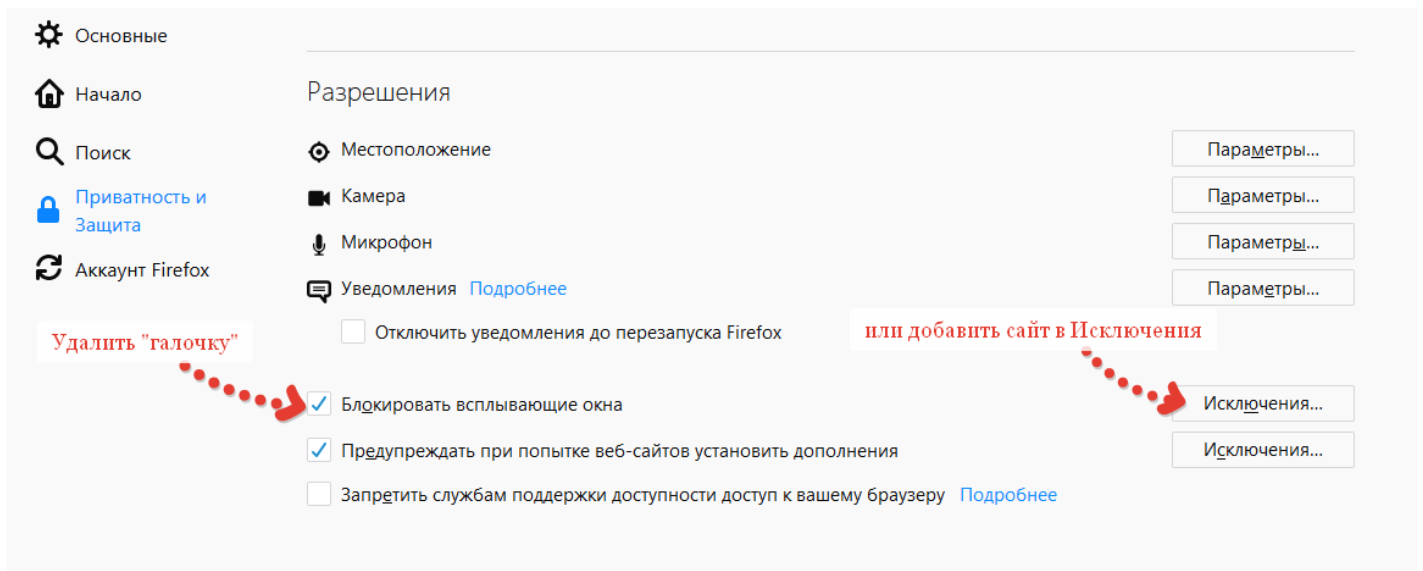 Основные
Начало
Поиск
Приватность и
Защита
Аккаунт Firefox
Разрешения
Местоположение
Параметры...
Камера
Параметры...
Микрофон
Параметры...
Уведомления Подробнее
Параметры...
Отключить уведомления до перезапуска Firefox
Удалить "галочку"
или добавить сайт в Исключения
Блокировать всплывающие окна
Исключения...
Предупреждать при попытке веб-сайтов установить дополнения
Исключения...
Запретить службам поддержки доступности доступ к вашему браузеру Подробнее